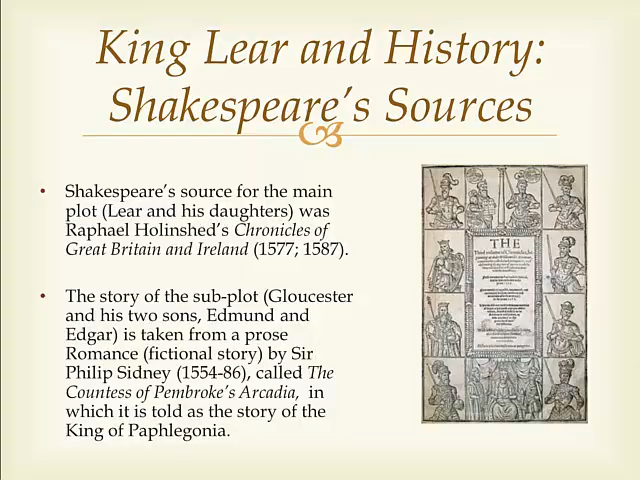 King Lear and History:
Shakespeare's Sources
• Shakespeare's source for the main
plot (Lear and his daughters) was
Raphael Holinshed's Chronicles of
Great Britain and Ireland (1577; 1587).
• The story of the sub-plot (Gloucester
and his two sons, Edmund and
Edgar) is taken from a prose
Romance (fictional story) by Sir
Philip Sidney (1554-86), called The
Countess of Pembroke's Arcadia, in
which it is told as the story of the
King of Paphlegonia.
THE